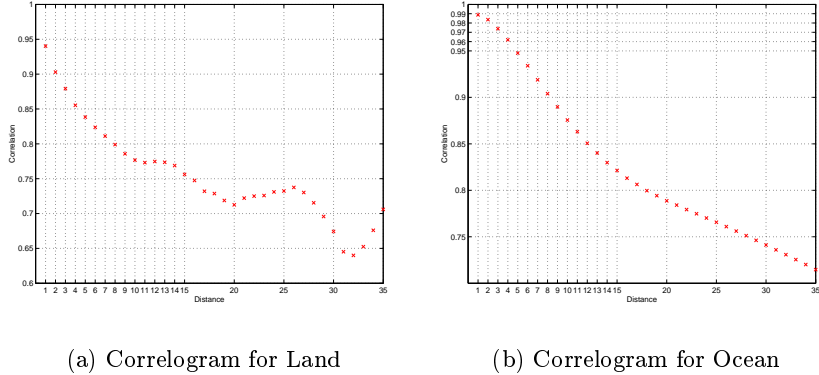 1
0.95
0.9
0.85
0.8
0.75
0.7
0.65
0.6
Correlation
1 2 3 4 5 6 7 8 9 10 11 12 13 14 15 20 25 30 35
Distance
1
0.99
0.98
0.97
0.96
0.95
0.9
0.85
0.8
0.75
Correlation
1 2 3 4 5 6 7 8 9 10 11 12 13 14 15 20 25 30 35
Distance
(a) Correlogram for Land
(b) Correlogram for Ocean